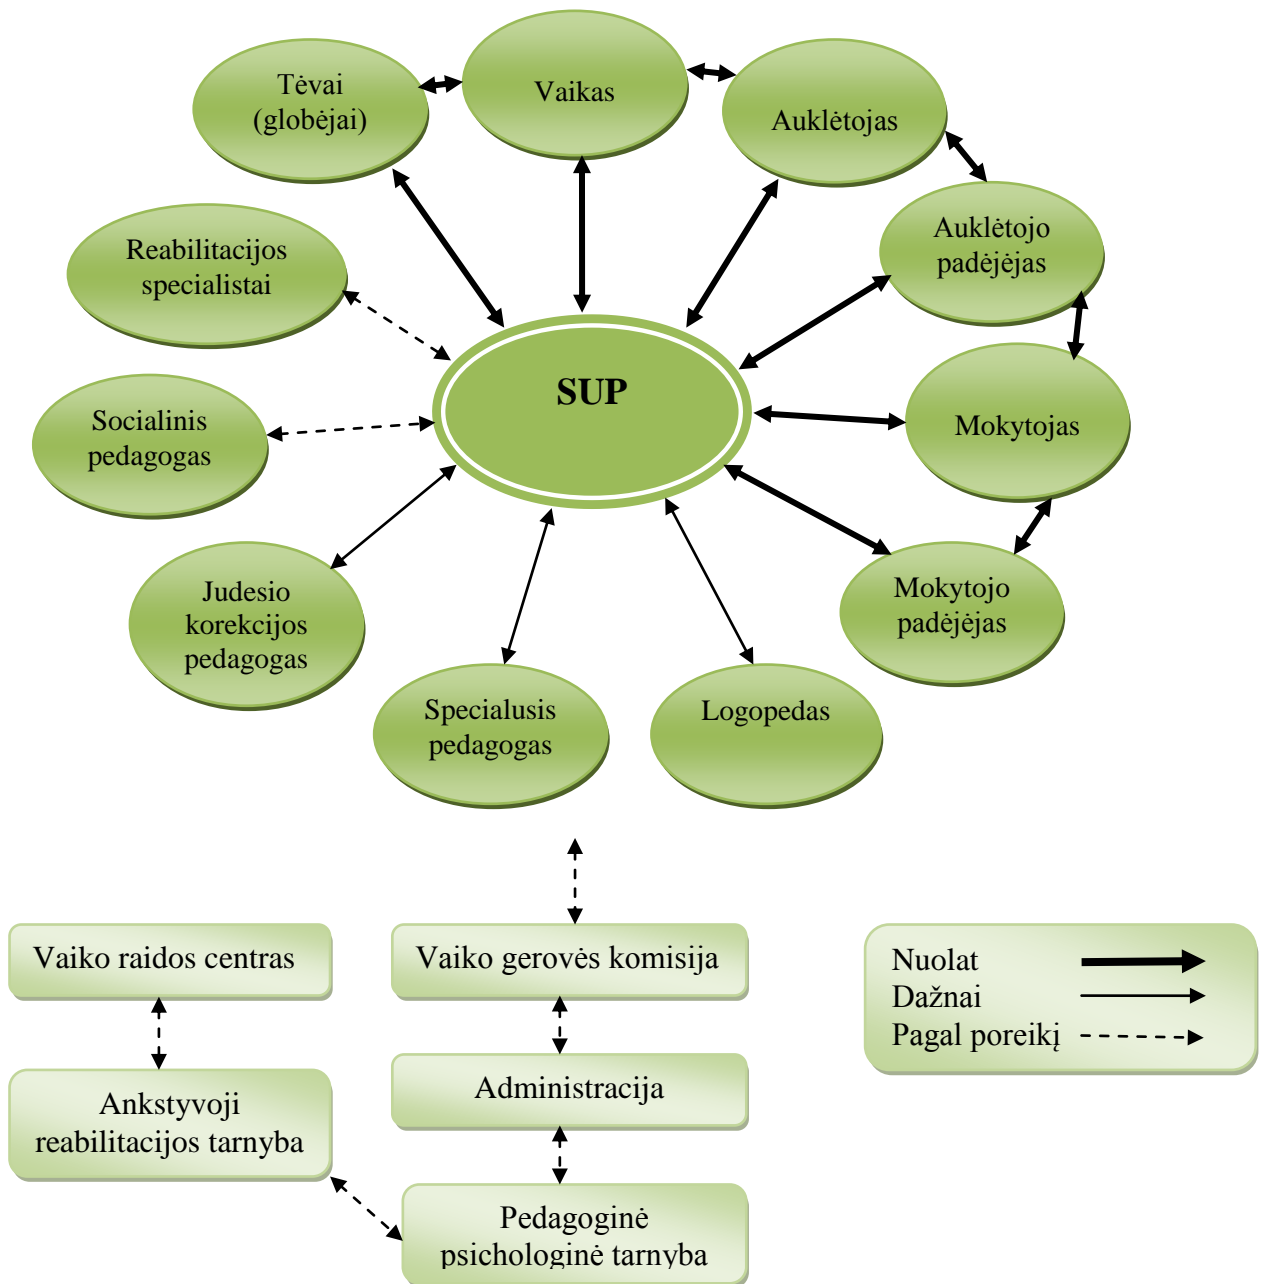 Tėvai
(globėjai)
Vaikas
Auklėtojas
Reabilitacijos
specialistai
Auklėtojo
padėjėjas
SUP
Socialinis
pedagogas
Mokytojas
Judesio
korekcijos
pedagogas
Mokytojo
padėjėjas
Specialusis
pedagogas
Logopedas
Vaiko raidos centras
Vaiko gerovės komisija
Nuolat
Dažnai
Pagal poreikį
Ankstyvoji
reabilitacijos tarnyba
Administracija
Pedagoginė
psichologinė tarnyba